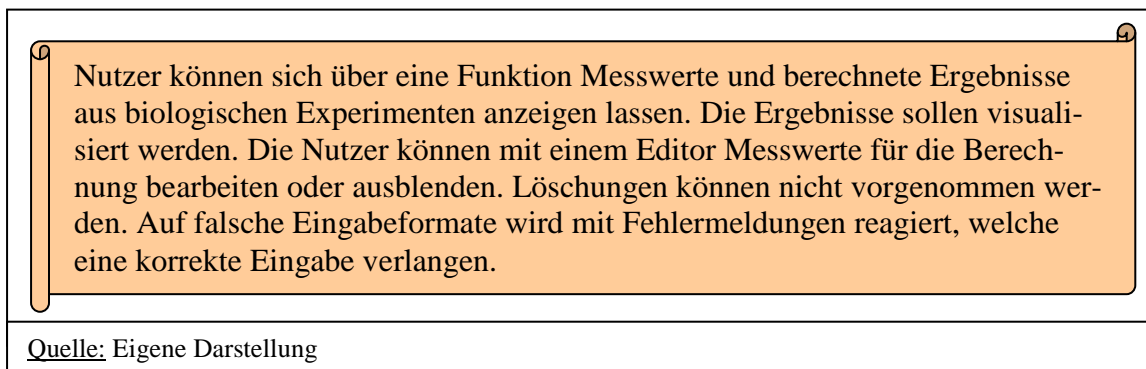 Nutzer können sich über eine Funktion Messwerte und berechnete Ergebnisse
aus biologischen Experimenten anzeigen lassen. Die Ergebnisse sollen visuali-
siert werden. Die Nutzer können mit einem Editor Messwerte für die Berech-
nung bearbeiten oder ausblenden. Löschungen können nicht vorgenommen wer-
den. Auf falsche Eingabeformate wird mit Fehlermeldungen reagiert, welche
eine korrekte Eingabe verlangen.
Quelle: Eigene Darstellung